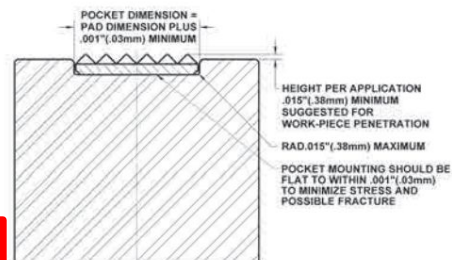 POCKET DIMENSION =
PAD DIMENSION PLUS
.001"(.03mm) MINIMUM
HEIGHT PER APPLICATION
.015"(.38mm) MINIMUM
SUGGESTED FOR
WORK-PIECE PENETRATION
RAD.015"(.38mm) MAXIMUM
POCKET MOUNTING SHOULD BE
FLAT TO WITHIN .001"(.03mm)
TO MINIMIZE STRESS AND
POSSIBLE FRACTURE